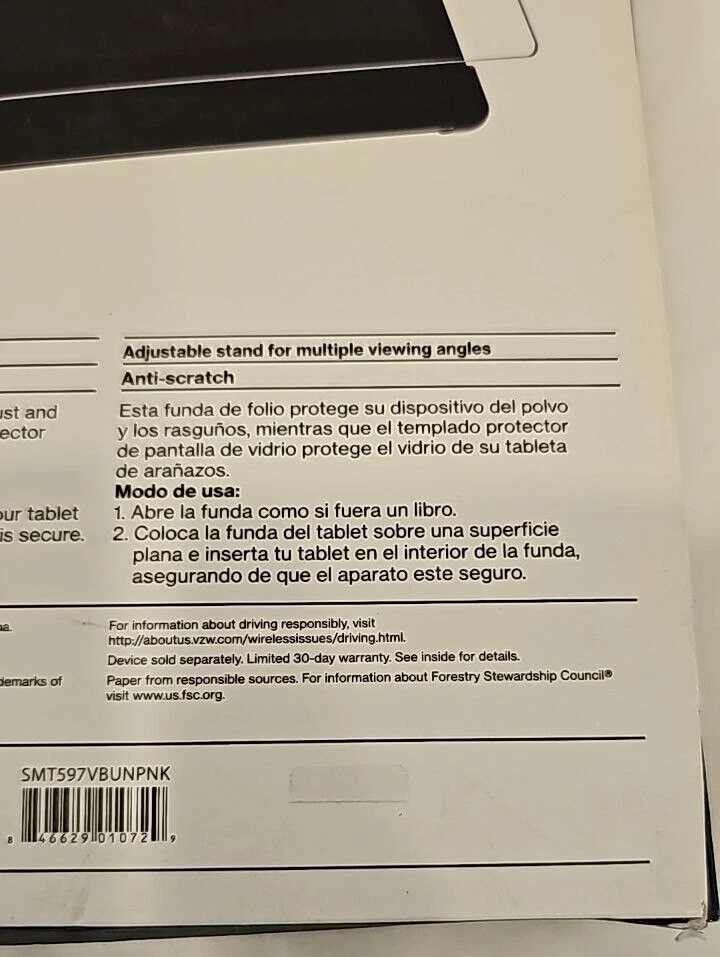 Adjustable stand for multiple viewing angles
Anti-scratch
ust and
ector
Esta funda de folio protege su dispositivo del polvo
y los rasguños, mientras que el templado protector
de pantalla de vidrio protege el vidrio de su tableta
de arañazos.
Modo de usa:
our tablet
is secure.
1. Abre la funda como si fuera un libro.
2. Coloca la funda del tablet sobre una superficie
plana e inserta tu tablet en el interior de la funda,
asegurando de que el aparato este seguro.
For information about driving responsibly, visit
http://aboutus.vzw.com/wirelessissues/driving.html.
Device sold separately. Limited 30-day warranty. See inside for details.
demarks of
Paper from responsible sources. For information about Forestry Stewardship Council®
visit www.us.fsc.org.
SMT597VBUNPNK
8 46629 01072 9